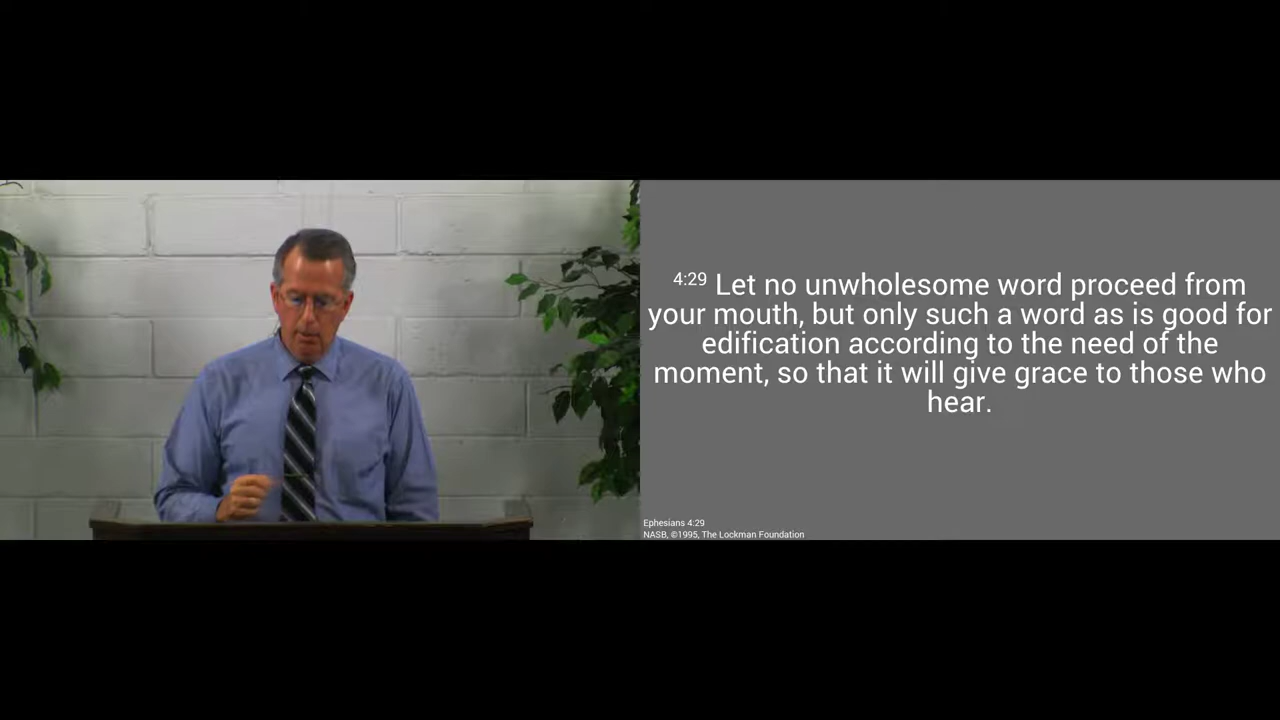 4:29 Let no unwholesome word proceed from
your mouth, but only such a word as is good for
edification according to the need of the
moment, so that it will give grace to those who
hear.
Ephesians 4:29
NASB, ©1995, The Lockman Foundation